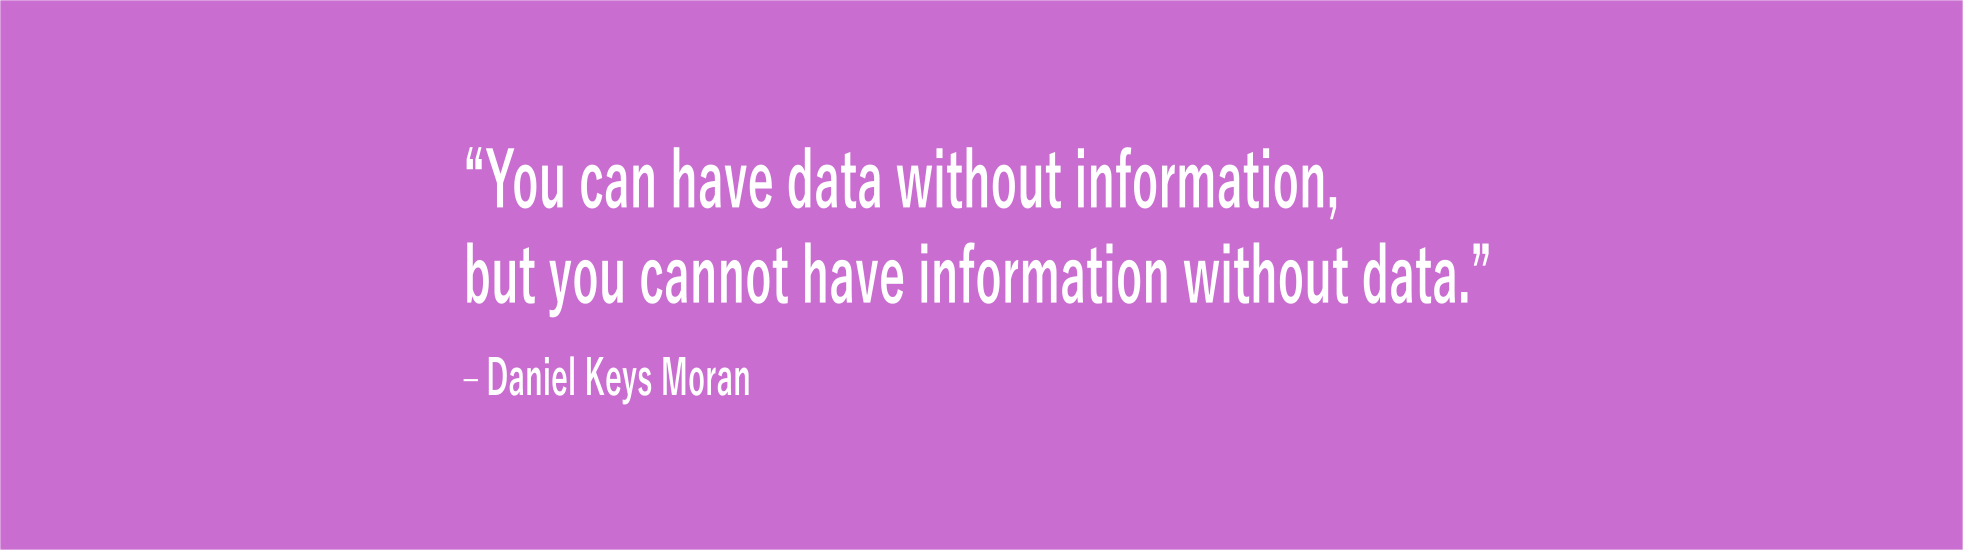 “You can have data without information,
but you cannot have information without data.”
– Daniel Keys Moran